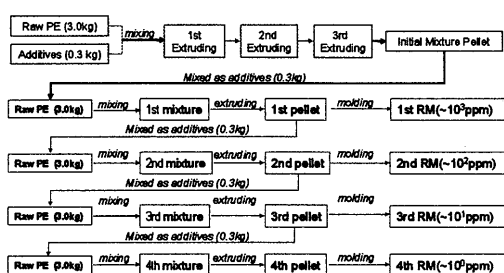 Raw PE (3.0kg)
Additives (0.3 kg)
mixing
1st Extruding
2nd Extruding
3rd Extruding
Initial Mixture Pellet
Mixed as additives (0.3kg)
Raw PE (3.0kg) mixing 1st mixture extruding 1st pellet molding 1st RM(~10³ppm)
Mixed as additives (0.3kg)
Raw PE (3.0kg) mixing 2nd mixture extruding 2nd pellet molding 2nd RM(~10²ppm)
Mixed as additives (0.3kg)
Raw PE (3.0kg) mixing 3rd mixture extruding 3rd pellet molding 3rd RM(~10¹ppm)
Mixed as additives (0.3kg)
Raw PE (3.0kg) mixing 4th mixture extruding 4th pellet molding 4th RM(~10⁰ppm)